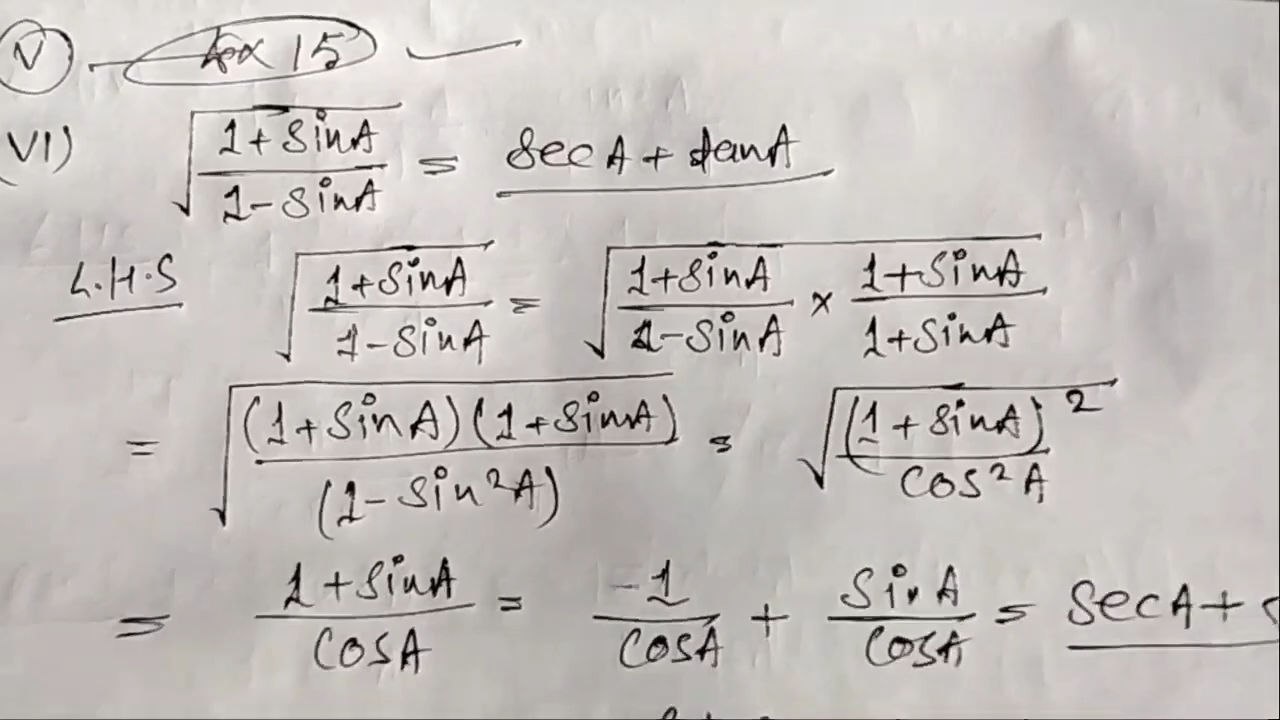 (V) — Ex 15 —
(VI) √((1+SinA)/(1-SinA)) = SecA + tanA
L.H.S √((1+SinA)/(1-SinA)) = √((1+SinA)/(1-SinA) × (1+SinA)/(1+SinA))
= √((1+SinA)(1+SinA)/(1-Sin²A)) = √((1+SinA)²/COS²A)
= (1+SinA)/COSA = -1/COSA + SinA/COSA = SecA+